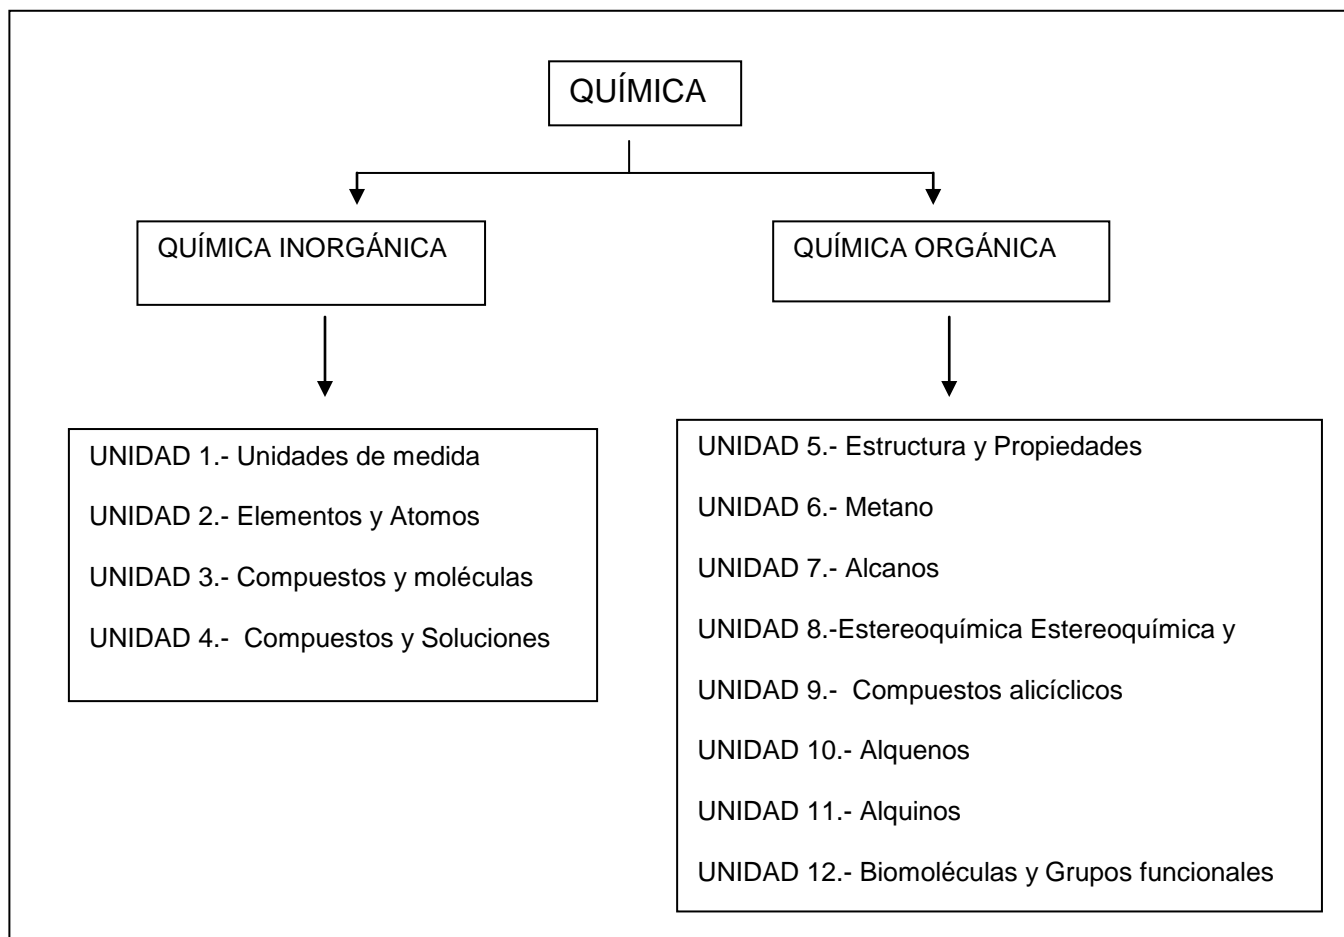 QUÍMICA
QUÍMICA INORGÁNICA
QUÍMICA ORGÁNICA
UNIDAD 1.- Unidades de medida
UNIDAD 2.- Elementos y Atomos
UNIDAD 3.- Compuestos y moléculas
UNIDAD 4.-  Compuestos y Soluciones
UNIDAD 5.- Estructura y Propiedades
UNIDAD 6.- Metano
UNIDAD 7.- Alcanos
UNIDAD 8.-Estereoquímica Estereoquímica y
UNIDAD 9.-  Compuestos alicíclicos
UNIDAD 10.- Alquenos
UNIDAD 11.- Alquinos
UNIDAD 12.- Biomoléculas y Grupos funcionales